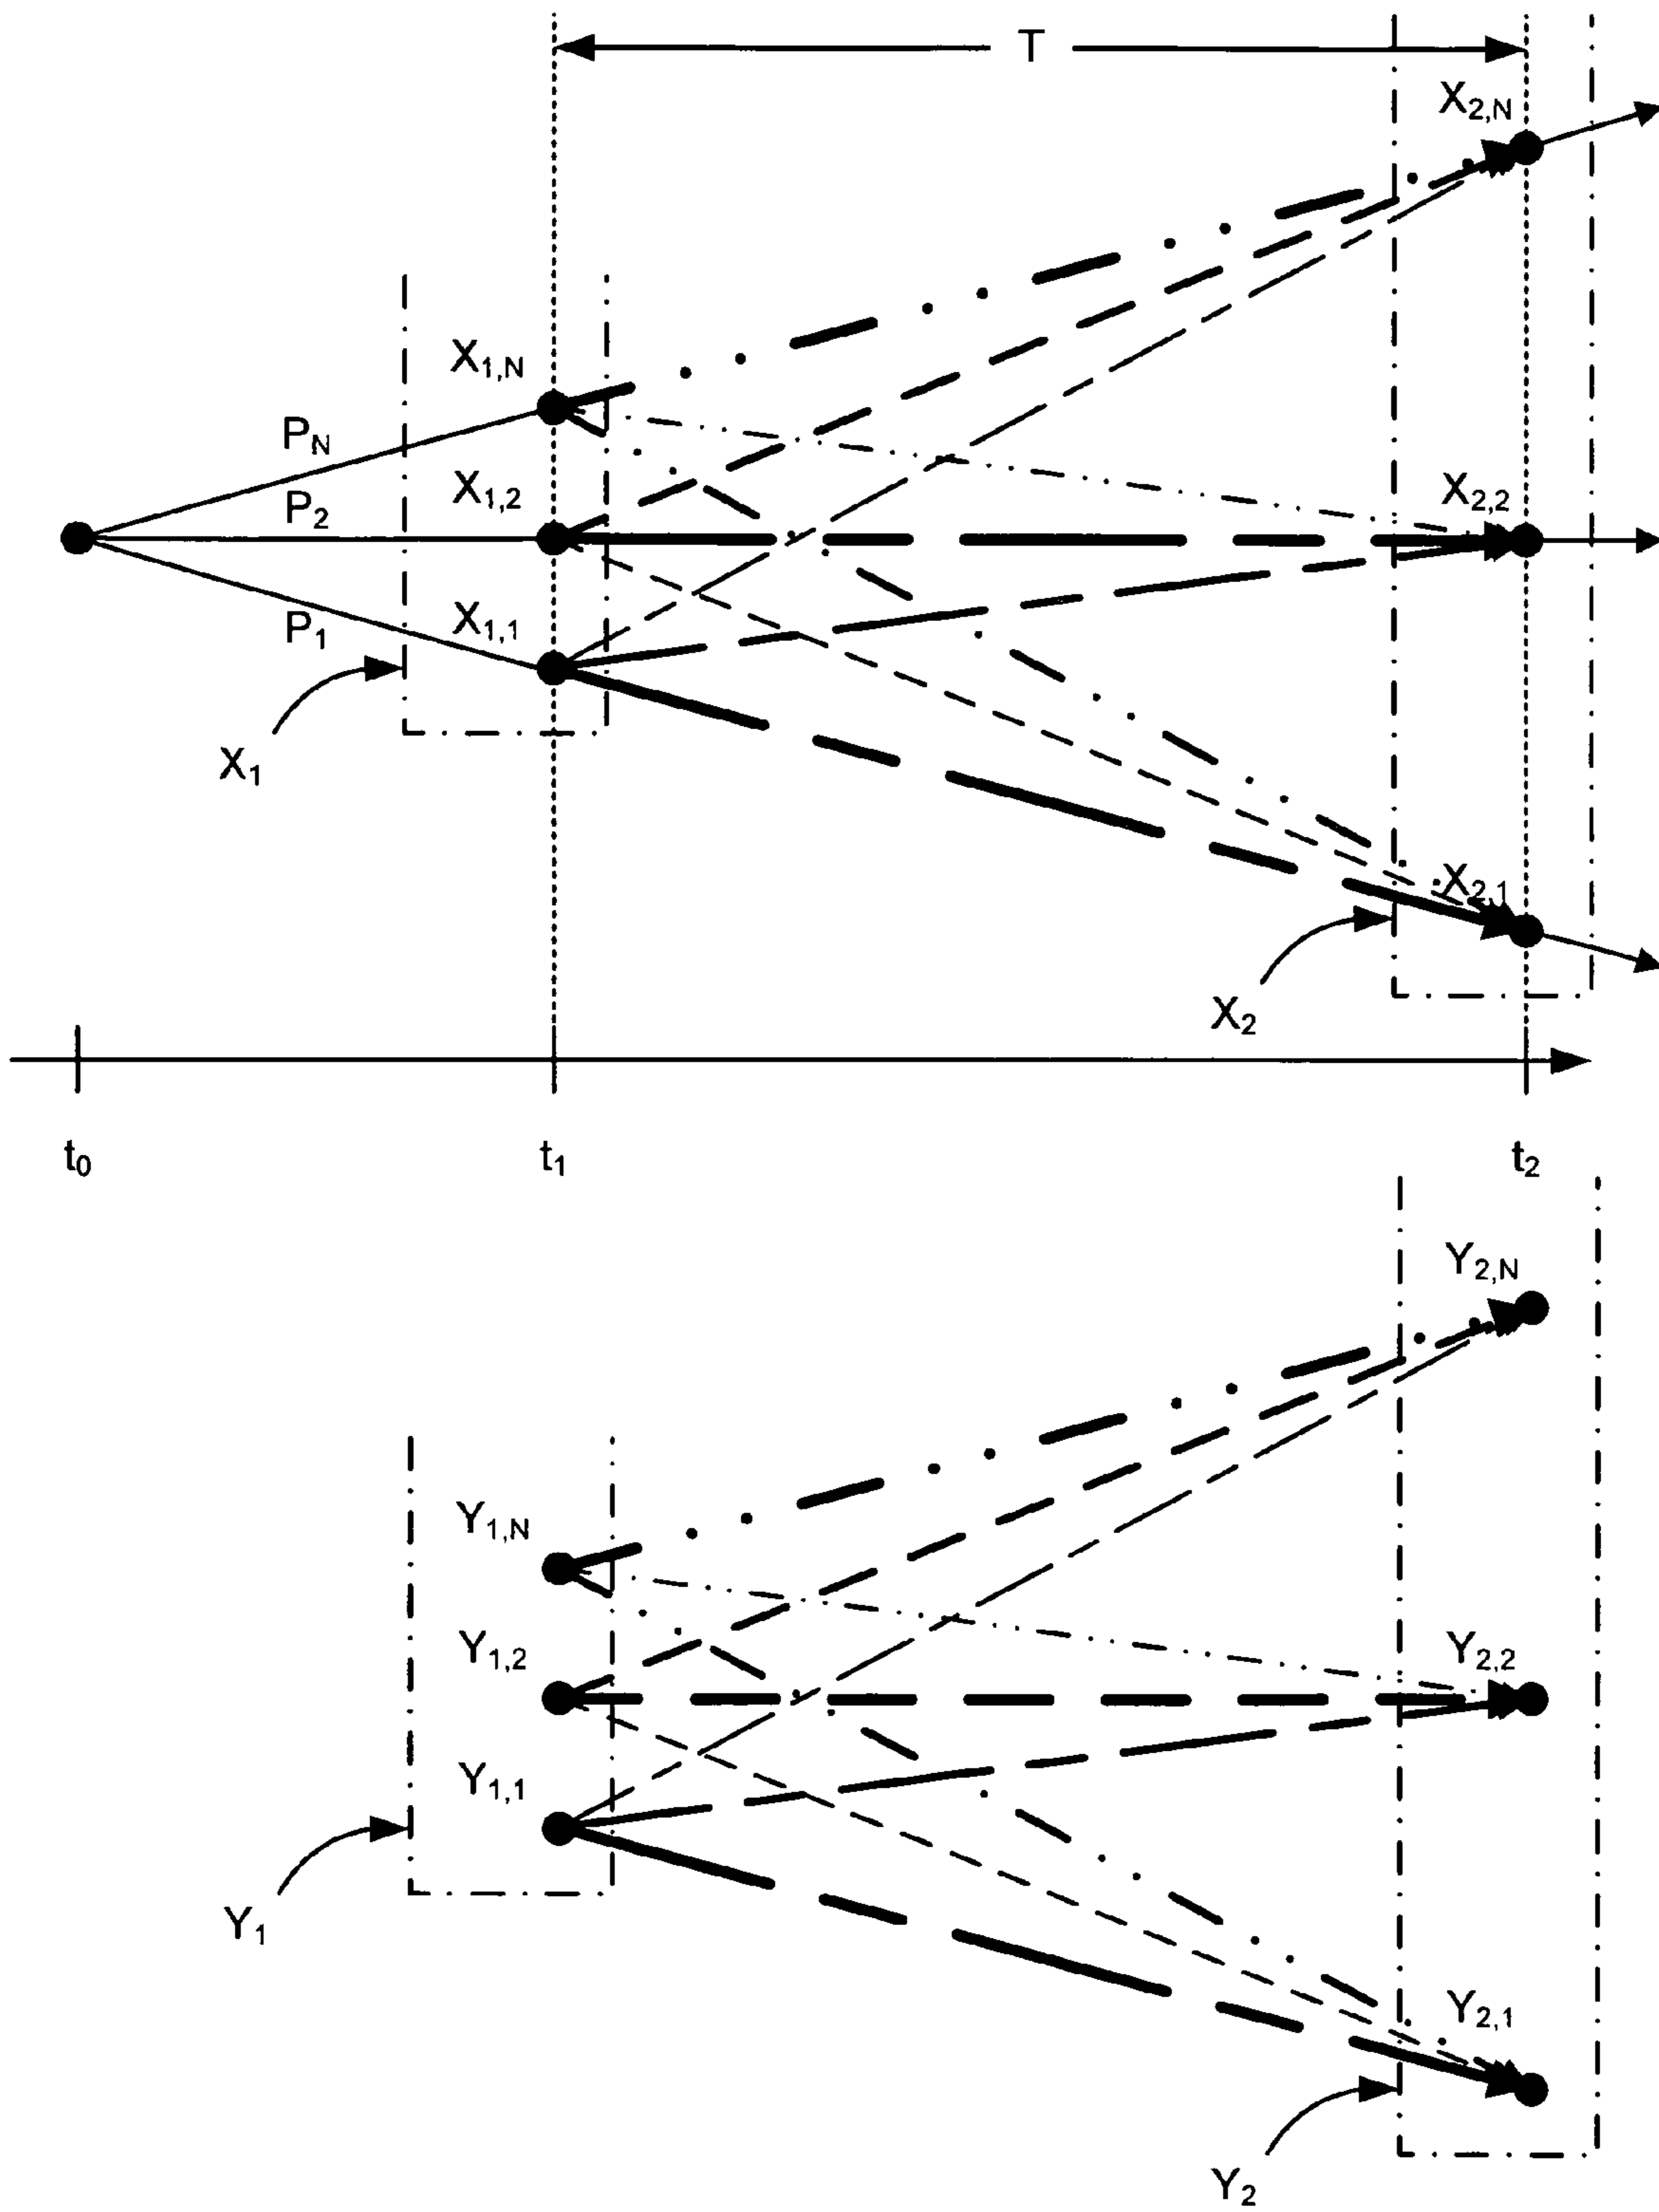 T
X2,N
X1,N
PN
X1,2
P2
X2,2
X1,1
P1
X1
X2,1
X2
t0 t1 t2
Y2,N
Y1,N
Y1,2
Y2,2
Y1,1
Y1
Y2,1
Y2